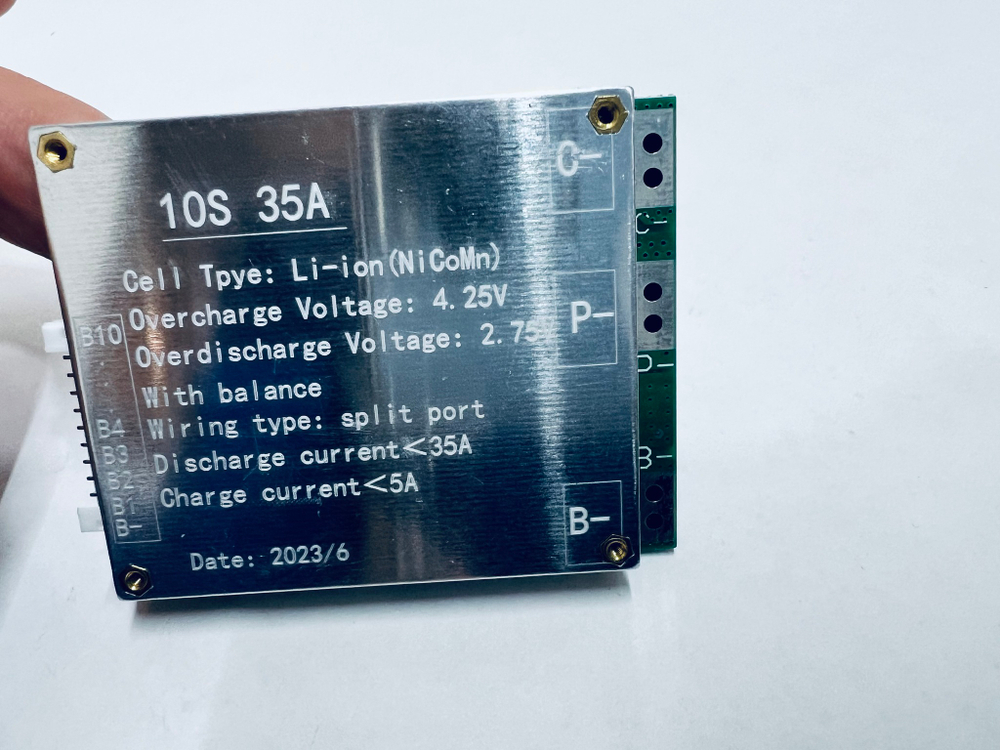 10S 35A
Cell Tpye: Li-ion(NiCoMn)
Overcharge Voltage: 4.25V
Overdischarge Voltage: 2.75V
With balance
Wiring type: split port
Discharge current<35A
Charge current<5A
Date: 2023/6
B10
B4
B3
B2
B1
B-
C-
P-
B-
C-
P-
B-